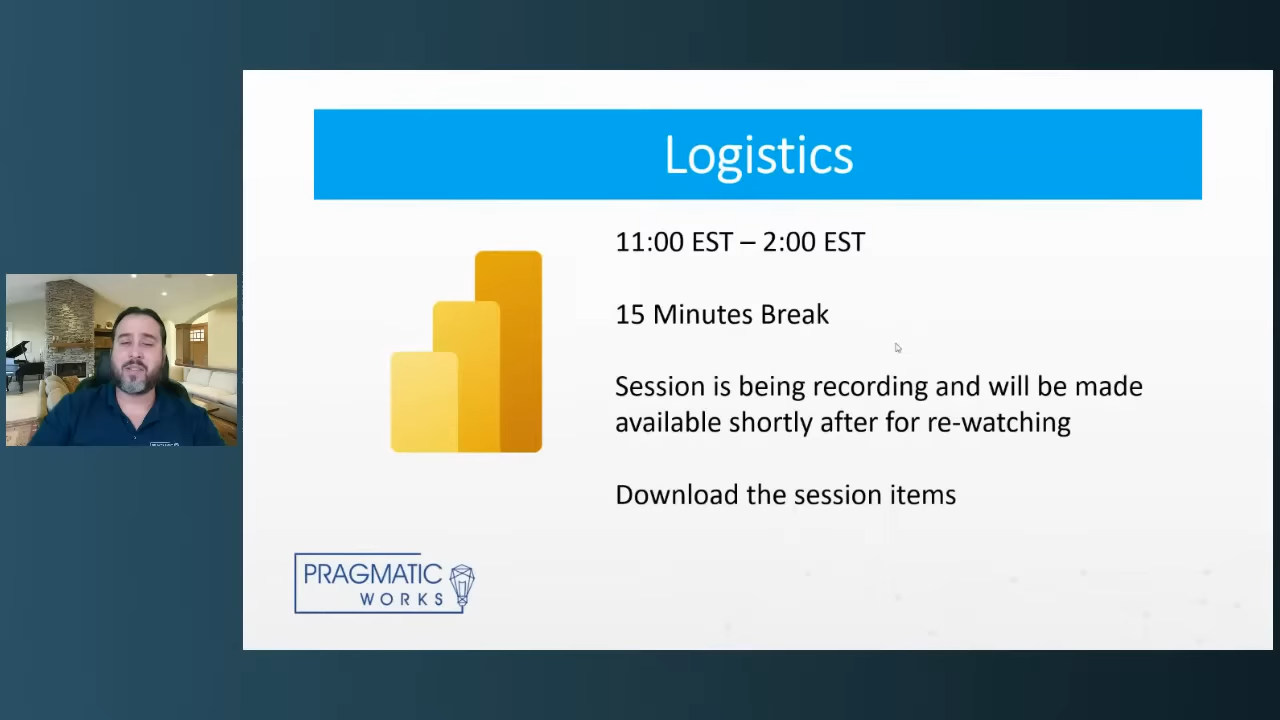 Logistics
11:00 EST – 2:00 EST
15 Minutes Break
Session is being recording and will be made
available shortly after for re-watching
Download the session items
PRAGMATIC
WORKS